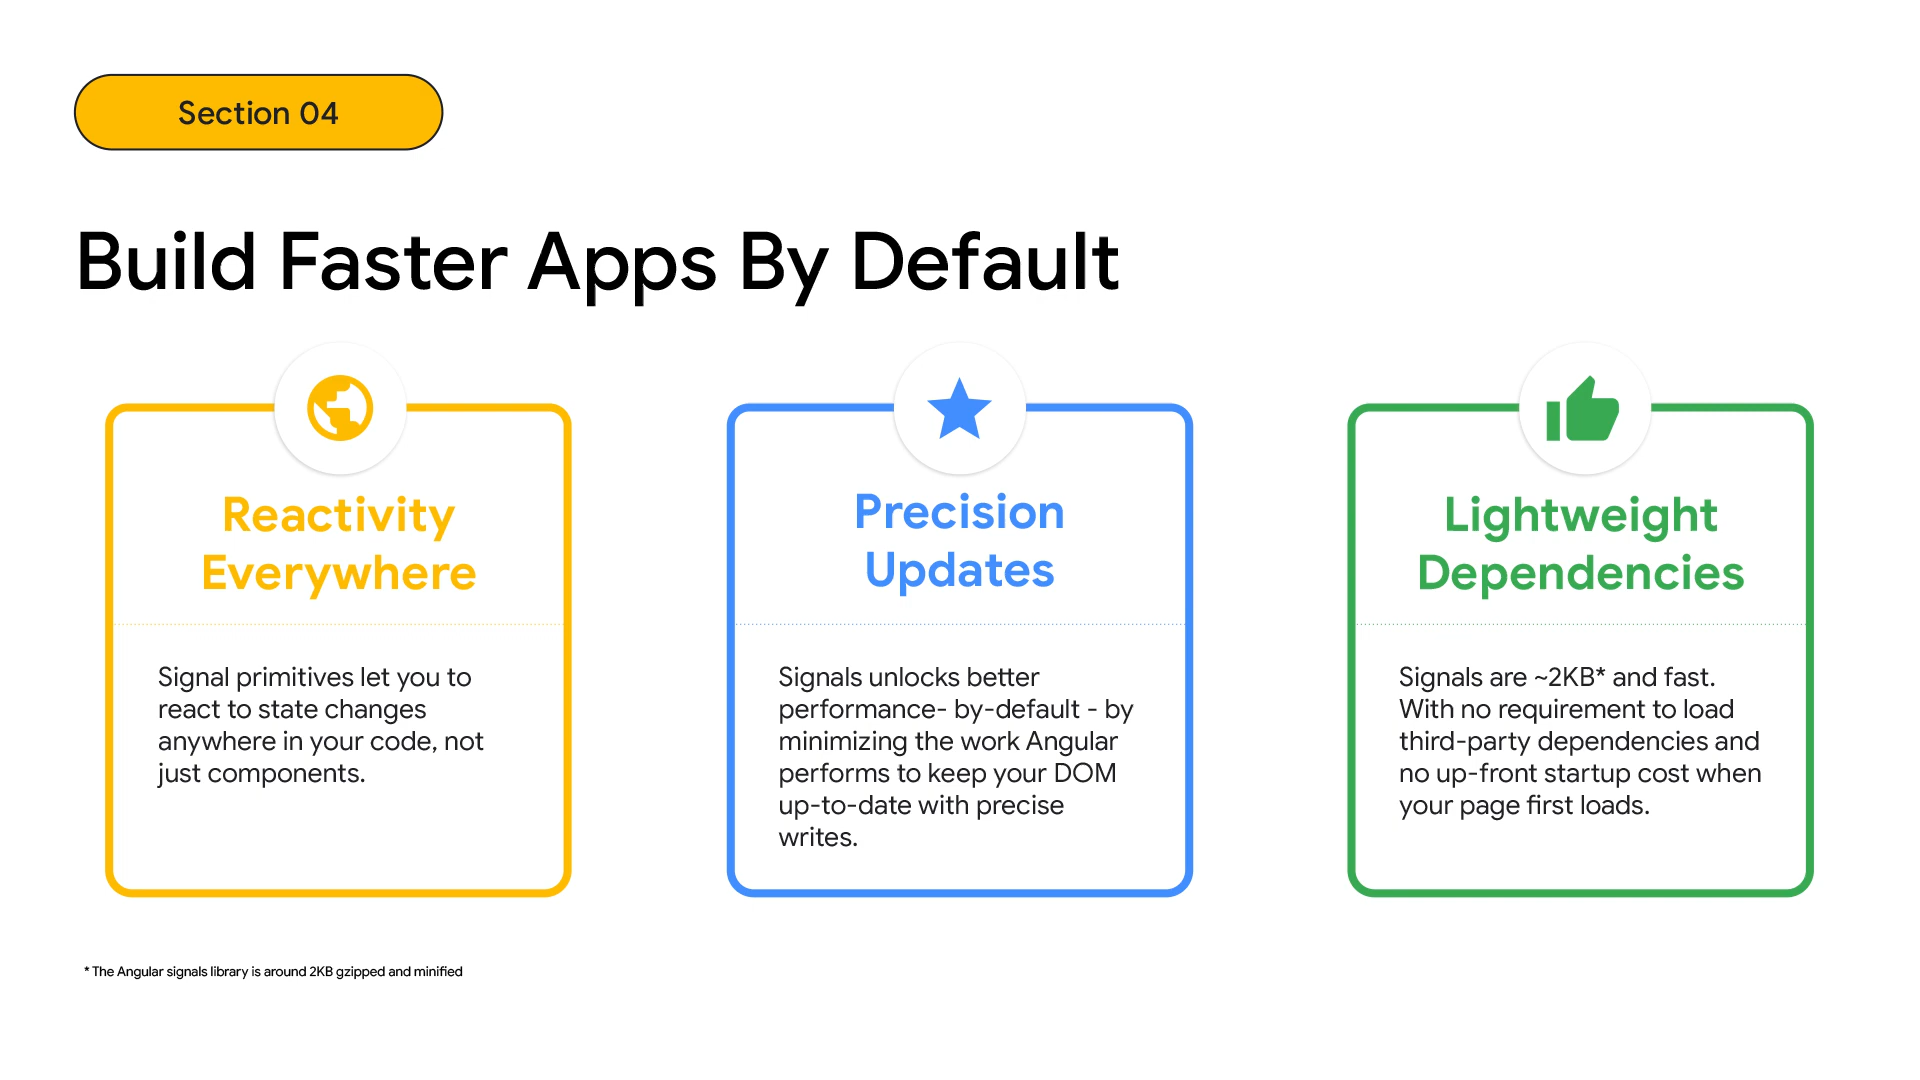 Section 04
Build Faster Apps By Default
Reactivity
Everywhere
Signal primitives let you to
react to state changes
anywhere in your code, not
just components.
Precision
Updates
Signals unlocks better
performance- by-default - by
minimizing the work Angular
performs to keep your DOM
up-to-date with precise
writes.
Lightweight
Dependencies
Signals are ~2KB* and fast.
With no requirement to load
third-party dependencies and
no up-front startup cost when
your page first loads.
* The Angular signals library is around 2KB gzipped and minified